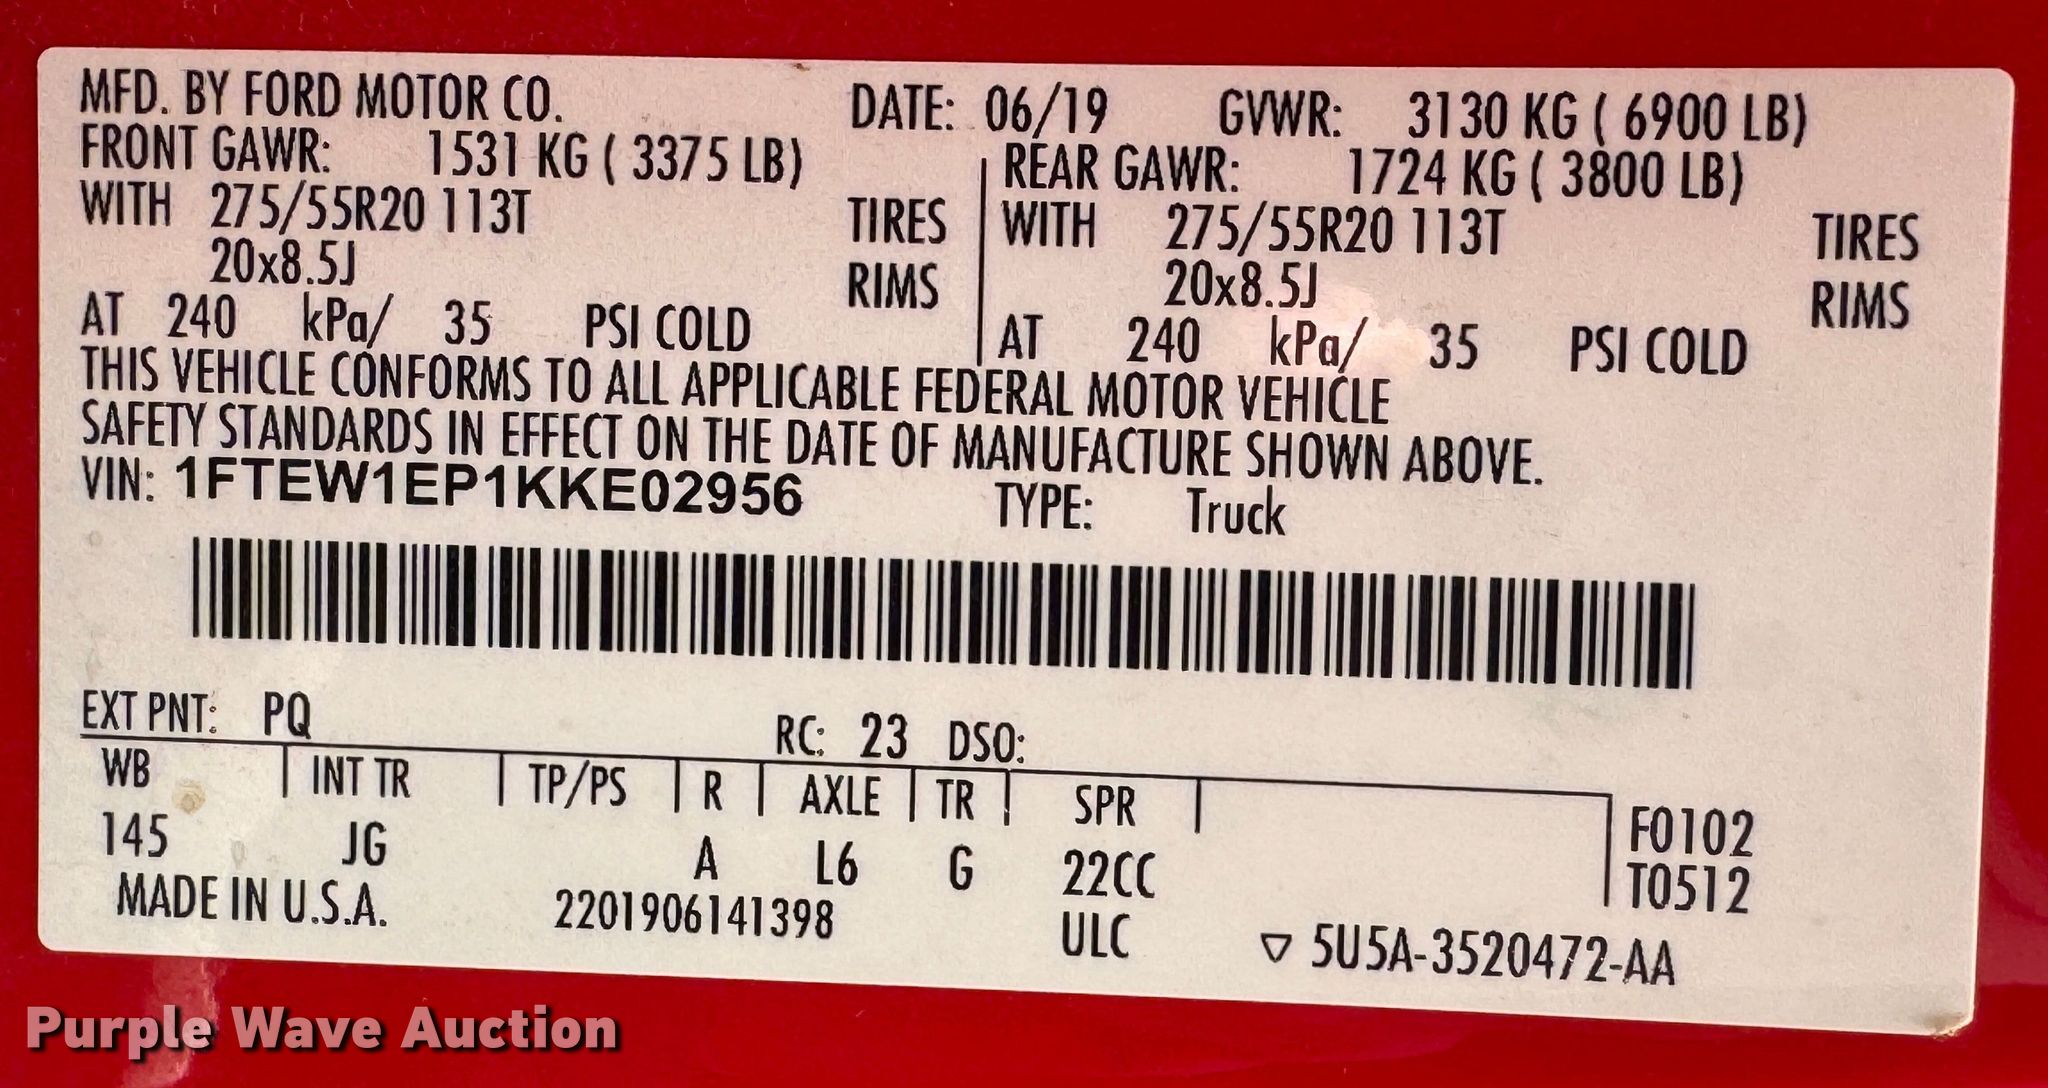 MFD. BY FORD MOTOR CO. DATE: 06/19 GVWR: 3130 KG ( 6900 LB)
FRONT GAWR: 1531 KG ( 3375 LB) REAR GAWR: 1724 KG ( 3800 LB)
WITH 275/55R20 113T TIRES WITH 275/55R20 113T TIRES
20x8.5J RIMS 20x8.5J RIMS
AT 240 kPa/ 35 PSI COLD AT 240 kPa/ 35 PSI COLD
THIS VEHICLE CONFORMS TO ALL APPLICABLE FEDERAL MOTOR VEHICLE
SAFETY STANDARDS IN EFFECT ON THE DATE OF MANUFACTURE SHOWN ABOVE.
VIN: 1FTEW1EP1KKE02956 TYPE: Truck
EXT PNT: PQ RC: 23 DSO:
WB INT TR TP/PS R AXLE TR SPR F0102
145 JG A L6 G 22CC T0512
MADE IN U.S.A. 2201906141398 ULC ▽ 5U5A-3520472-AA
Purple Wave Auction